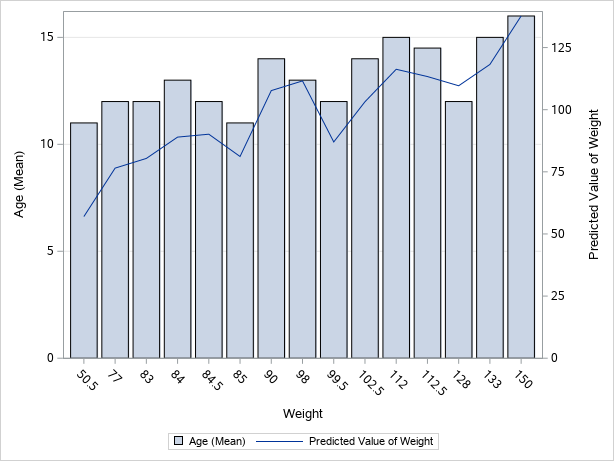 15
10
5
0
Age (Mean)
125
100
75
50
25
0
Predicted Value of Weight
50.5 77 83 84 84.5 85 90 98 99.5 102.5 112 112.5 128 133 150
Weight
Age (Mean) Predicted Value of Weight